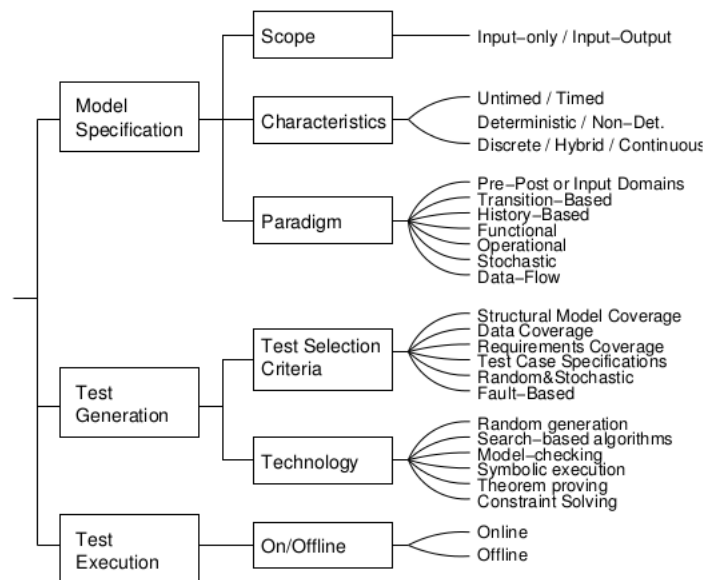 Scope
Input-only / Input-Output
Model
Specification
Characteristics
Untimed / Timed
Deterministic / Non-Det.
Discrete / Hybrid / Continuous
Paradigm
Pre-Post or Input Domains
Transition-Based
History-Based
Functional
Operational
Stochastic
Data-Flow
Test Selection
Criteria
Structural Model Coverage
Data Coverage
Requirements Coverage
Test Case Specifications
Random&Stochastic
Fault-Based
Test
Generation
Technology
Random generation
Search-based algorithms
Model-checking
Symbolic execution
Theorem proving
Constraint Solving
Test
Execution
On/Offline
Online
Offline